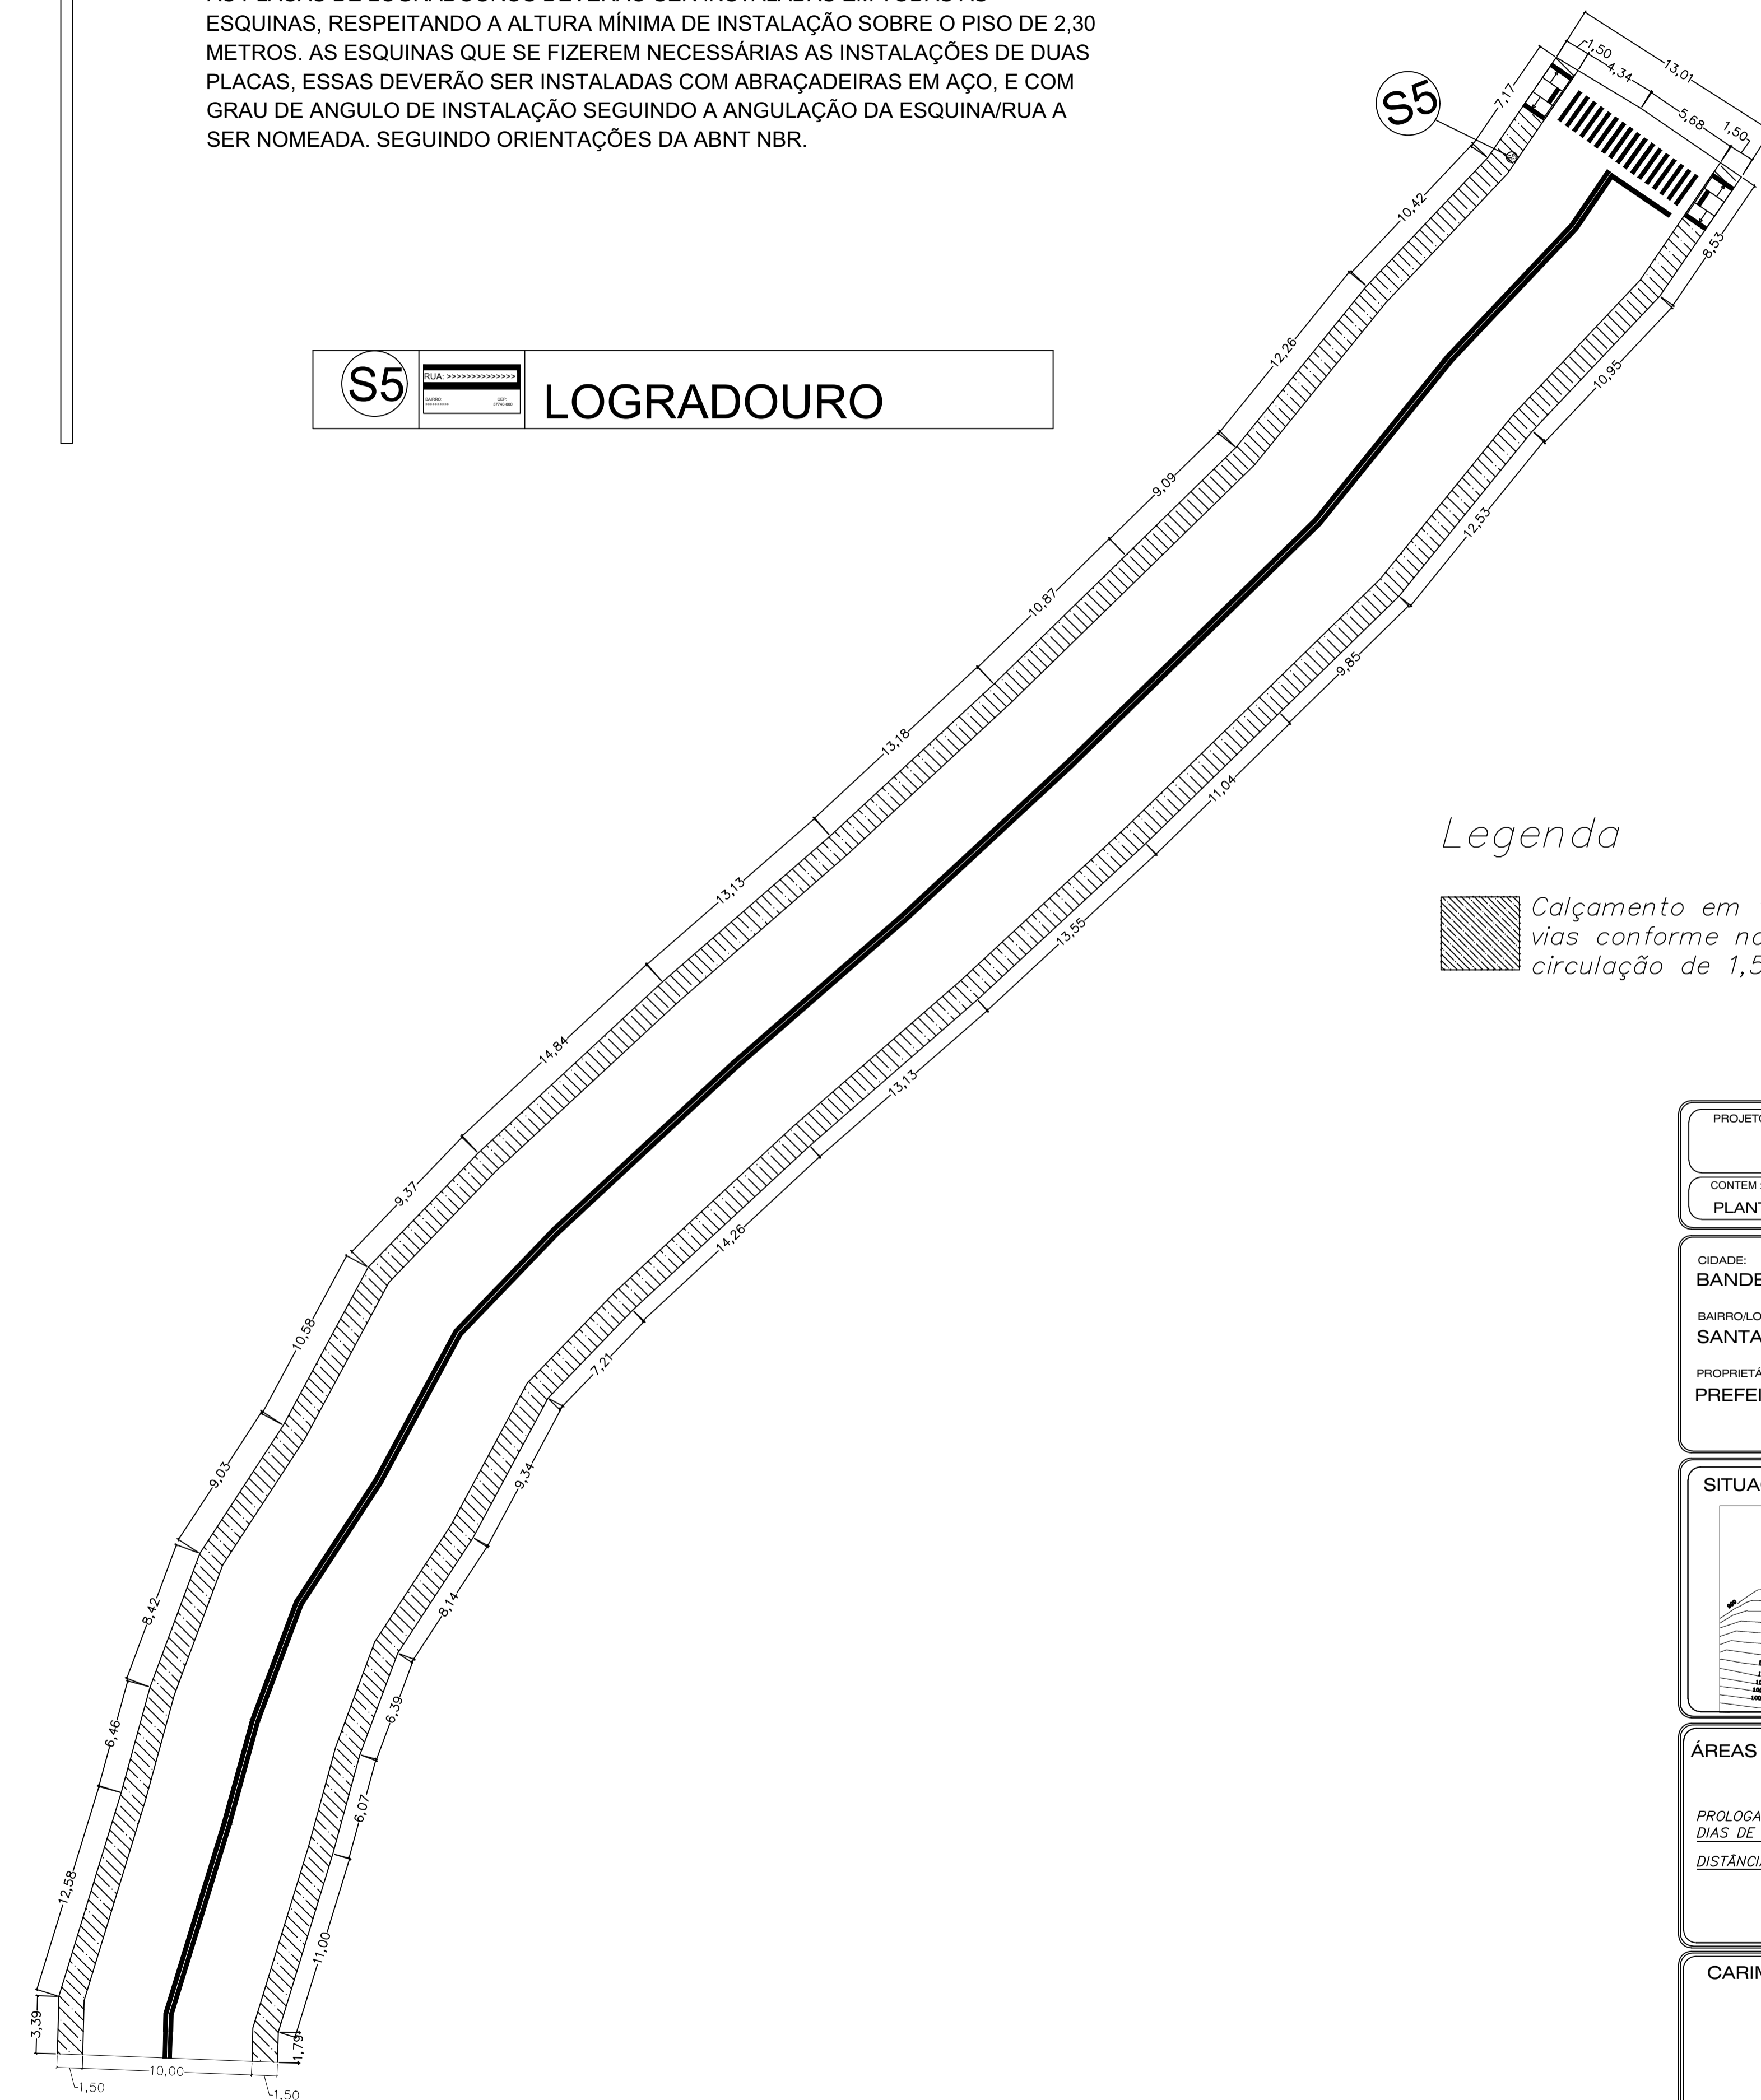 ESQUINAS, RESPEITANDO A ALTURA MÍNIMA DE INSTALAÇÃO SOBRE O PISO DE 2,30
METROS. AS ESQUINAS QUE SE FIZEREM NECESSÁRIAS AS INSTALAÇÕES DE DUAS
PLACAS, ESSAS DEVERÃO SER INSTALADAS COM ABRAÇADEIRAS EM AÇO, E COM
GRAU DE ANGULO DE INSTALAÇÃO SEGUINDO A ANGULAÇÃO DA ESQUINA/RUA A
SER NOMEADA. SEGUINDO ORIENTAÇÕES DA ABNT NBR.
S5
RUA: >>>>>>>>>>>>>>
BAIRRO:
CEP:
37740-000
LOGRADOURO
S5
1,50
4,34
13,01
5,68
1,50
7,17
10,42
12,26
9,09
10,87
13,18
13,13
14,84
9,37
10,58
9,03
8,42
6,46
12,58
3,39
1,50
10,00
1,50
1,79
11,00
6,07
6,39
8,14
9,34
7,21
14,26
13,13
13,55
11,04
9,85
12,53
10,95
8,53
Legenda
Calçamento em
vias conforme no
circulação de 1,5
PROJETO
CONTEM :
PLANT
CIDADE:
BANDE
BAIRRO/LO
SANTA
PROPRIETÁ
PREFEI
SITUA
ÁREAS
PROLOGA
DIAS DE
DISTÂNCIA
CARIM